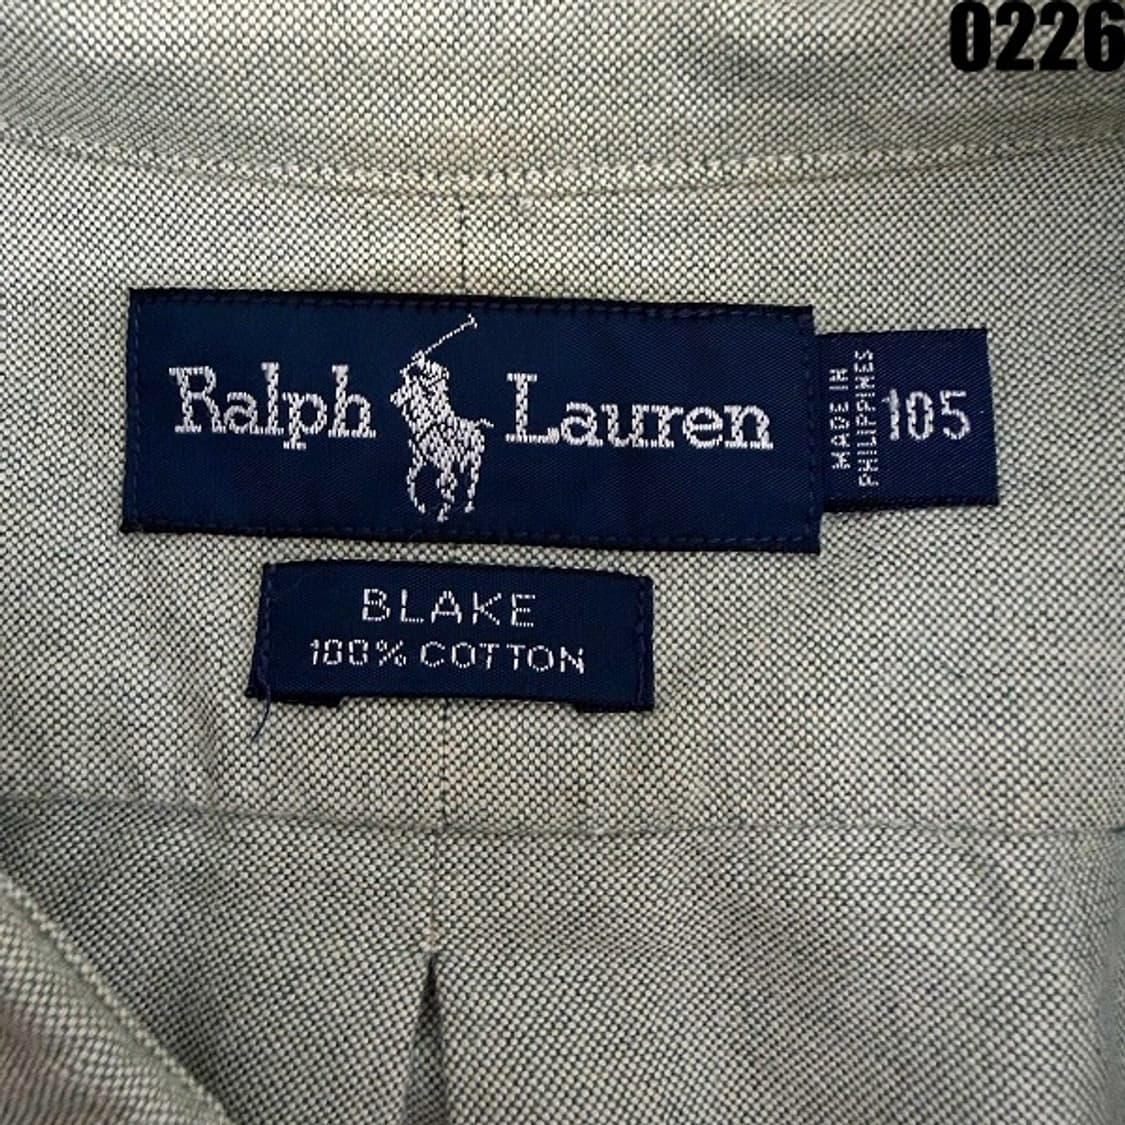 0226
Ralph Lauren
MADE IN
PHILIPPINES
105
BLAKE
100% COTTON